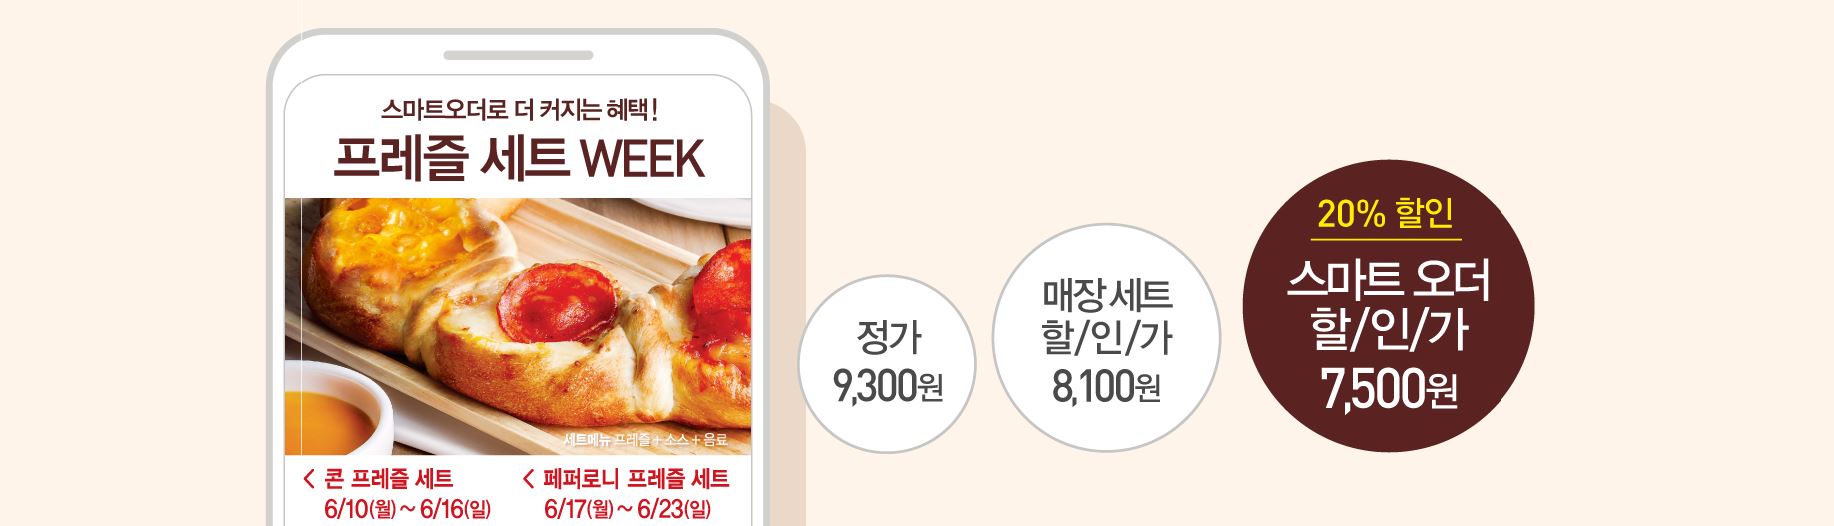 스마트오더로 더 커지는 혜택!
프레즐 세트 WEEK
세트메뉴 프레즐 + 소스 + 음료
< 콘 프레즐 세트
6/10(월) ~ 6/16(일)
< 페퍼로니 프레즐 세트
6/17(월) ~ 6/23(일)
정가
9,300원
매장 세트
할/인/가
8,100원
20% 할인
스마트 오더
할/인/가
7,500원